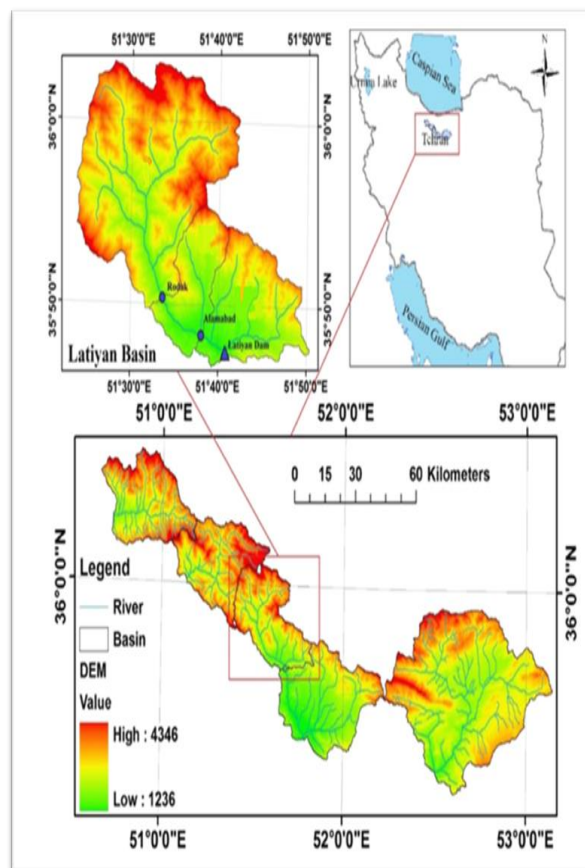 51°30'0"E 51°40'0"E 51°50'0"E
36°0'0"N
36°0'0"N
35°50'0"N
35°50'0"N
Roduk
Latiyan Dam
Latiyan Basin
51°30'0"E 51°40'0"E 51°50'0"E
N
Caspian Sea
Urmia Lake
Tehran
Persian Gulf
51°0'0"E 52°0'0"E 53°0'0"E
0 15 30 60 Kilometers
36°0'0"N
36°0'0"N
Legend
River
Basin
DEM
Value
High : 4346
Low : 1236
51°0'0"E 52°0'0"E 53°0'0"E